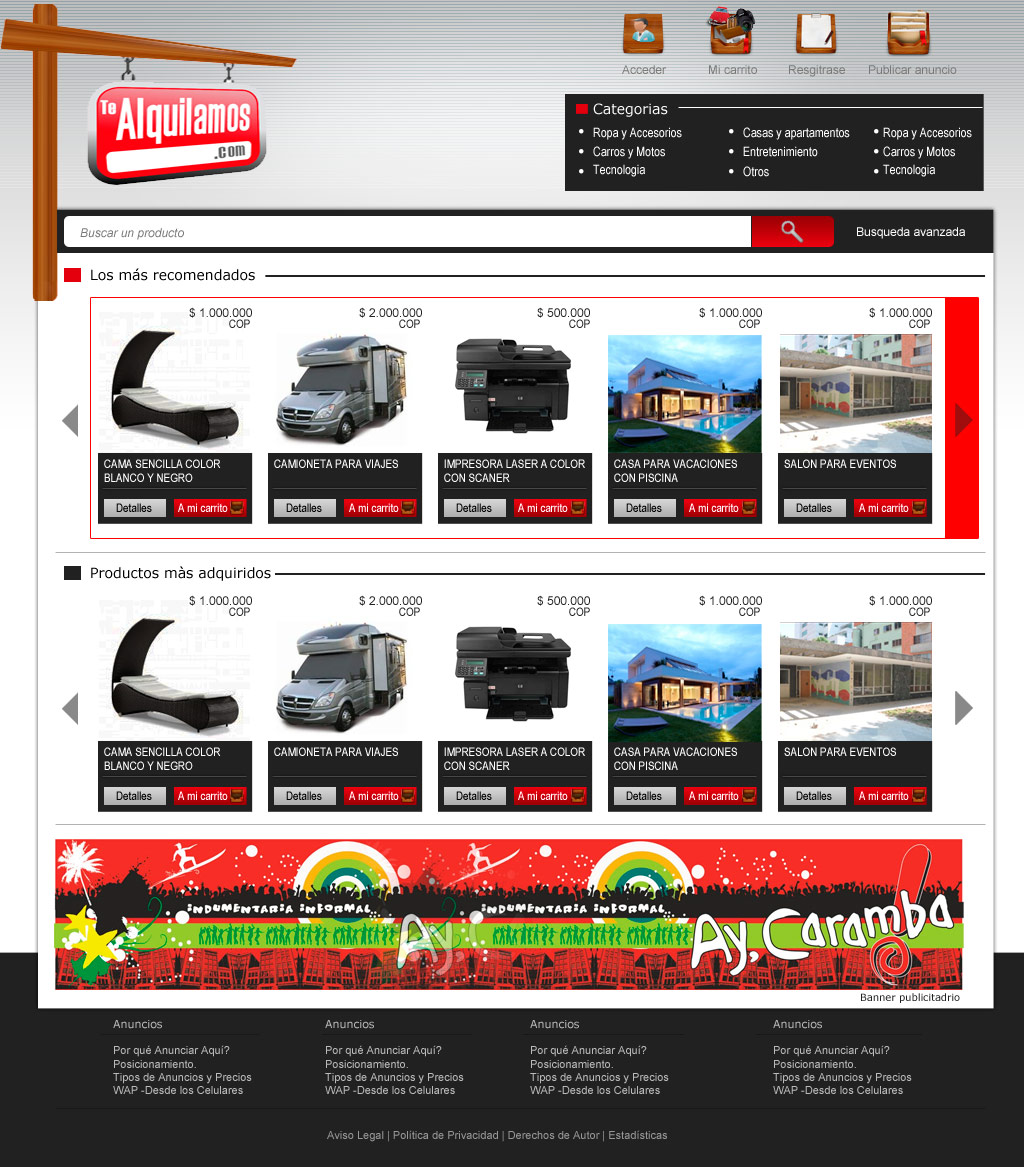 Acceder
Mi carrito
Resgitrase
Publicar anuncio
Te
Alquilamos
.com
Categorias
Ropa y Accesorios
Casas y apartamentos
Ropa y Accesorios
Carros y Motos
Entretenimiento
Carros y Motos
Tecnologia
Otros
Tecnologia
Buscar un producto
Busqueda avanzada
Los más recomendados
$ 1.000.000
COP
$ 2.000.000
COP
$ 500.000
COP
$ 1.000.000
COP
$ 1.000.000
COP
CAMA SENCILLA COLOR
BLANCO Y NEGRO
CAMIONETA PARA VIAJES
IMPRESORA LASER A COLOR
CON SCANER
CASA PARA VACACIONES
CON PISCINA
SALON PARA EVENTOS
Detalles
A mi carrito
Detalles
A mi carrito
Detalles
A mi carrito
Detalles
A mi carrito
Detalles
A mi carrito
Productos màs adquiridos
$ 1.000.000
COP
$ 2.000.000
COP
$ 500.000
COP
$ 1.000.000
COP
$ 1.000.000
COP
CAMA SENCILLA COLOR
BLANCO Y NEGRO
CAMIONETA PARA VIAJES
IMPRESORA LASER A COLOR
CON SCANER
CASA PARA VACACIONES
CON PISCINA
SALON PARA EVENTOS
Detalles
A mi carrito
Detalles
A mi carrito
Detalles
A mi carrito
Detalles
A mi carrito
Detalles
A mi carrito
INDUMENTARIA INFORMAL
INDUMENTARIA INFORMAL
Ay,
Ay, Caramba!
Banner publicitadrio
Anuncios
Por qué Anunciar Aquí?
Posicionamiento.
Tipos de Anuncios y Precios
WAP -Desde los Celulares
Anuncios
Por qué Anunciar Aquí?
Posicionamiento.
Tipos de Anuncios y Precios
WAP -Desde los Celulares
Anuncios
Por qué Anunciar Aquí?
Posicionamiento.
Tipos de Anuncios y Precios
WAP -Desde los Celulares
Anuncios
Por qué Anunciar Aquí?
Posicionamiento.
Tipos de Anuncios y Precios
WAP -Desde los Celulares
Aviso Legal | Política de Privacidad | Derechos de Autor | Estadísticas